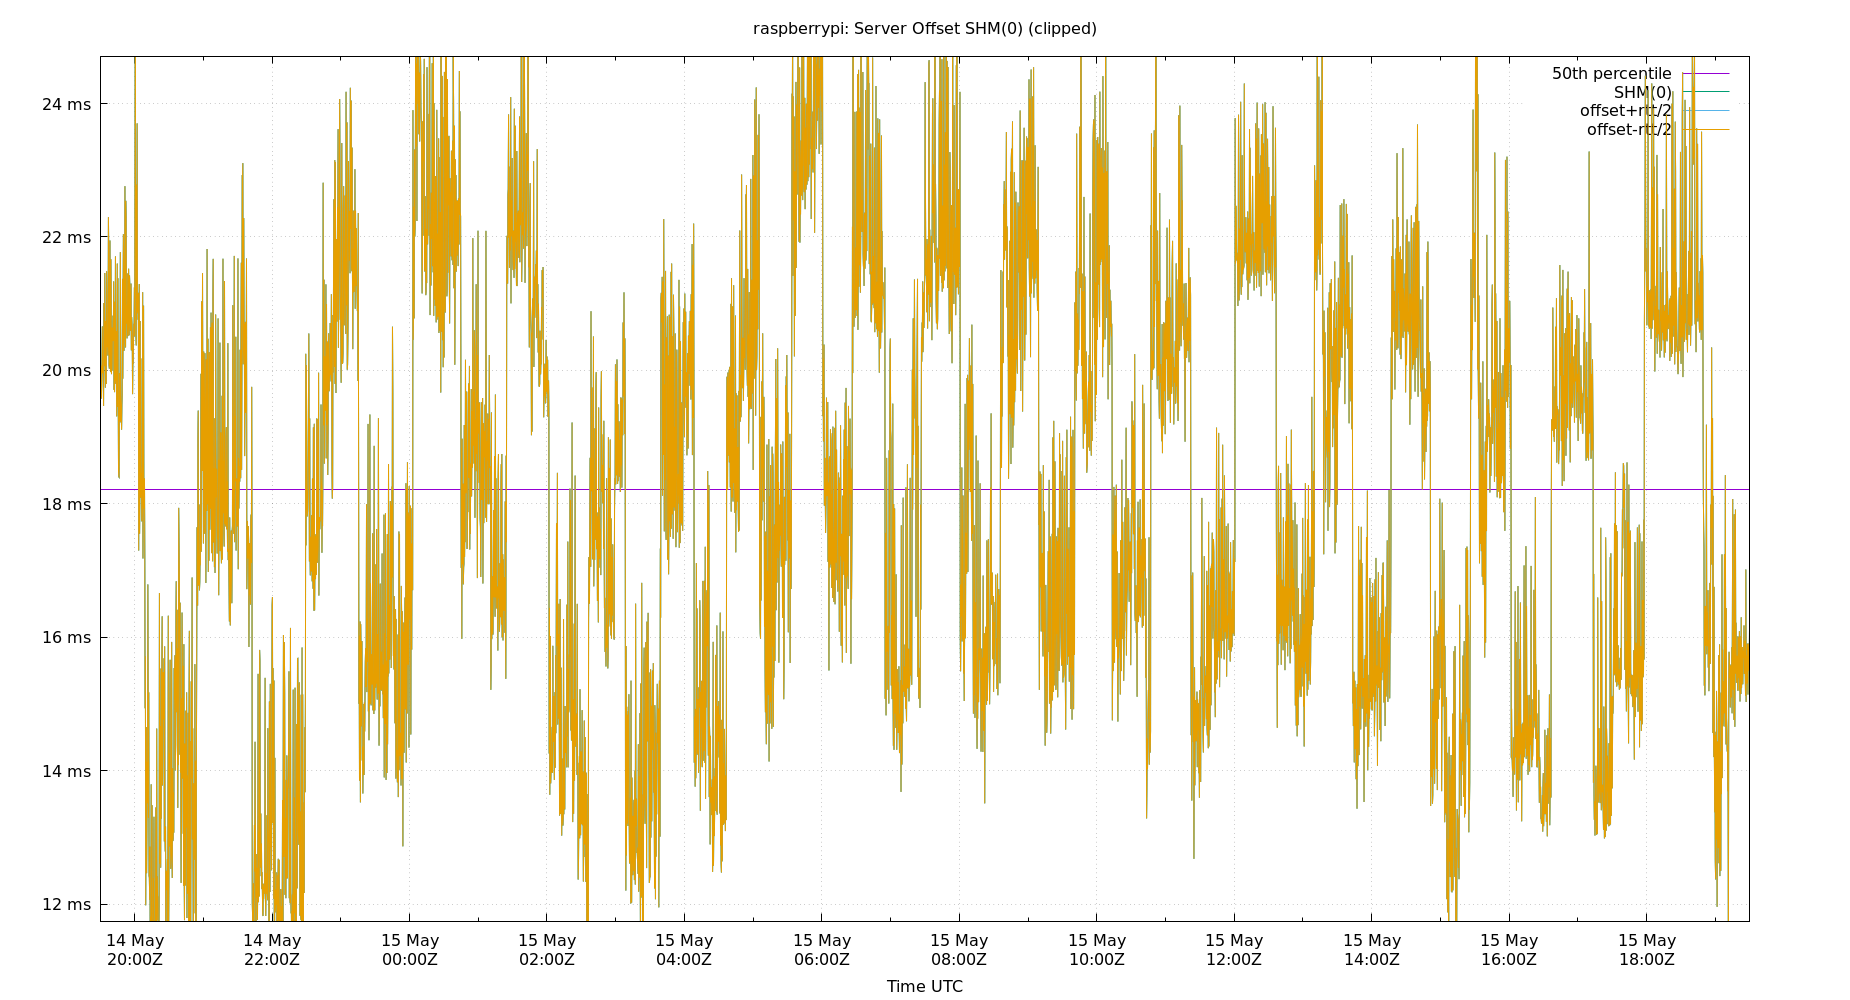 raspberrypi: Server Offset SHM(0) (clipped)
50th percentile
SHM(0)
offset+rtt/2
offset-rtt/2
24 ms
22 ms
20 ms
18 ms
16 ms
14 ms
12 ms
14 May 14 May 15 May 15 May 15 May 15 May 15 May 15 May 15 May 15 May 15 May 15 May
20:00Z 22:00Z 00:00Z 02:00Z 04:00Z 06:00Z 08:00Z 10:00Z 12:00Z 14:00Z 16:00Z 18:00Z
Time UTC